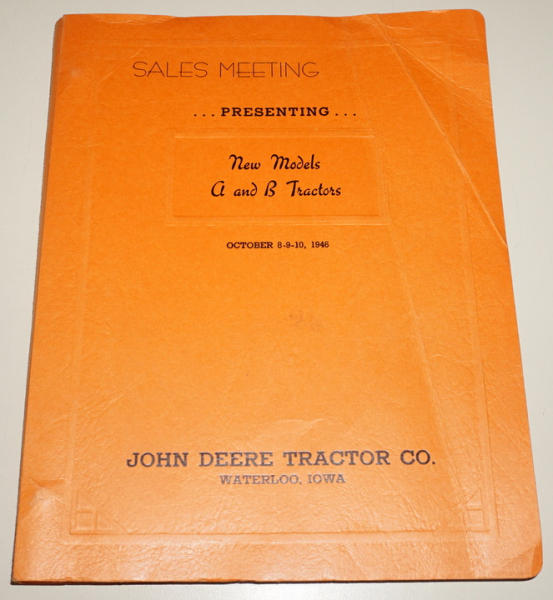 SALES MEETING
... PRESENTING ...
New Models
A and B Tractors
OCTOBER 8-9-10, 1946
JOHN DEERE TRACTOR CO.
WATERLOO, IOWA